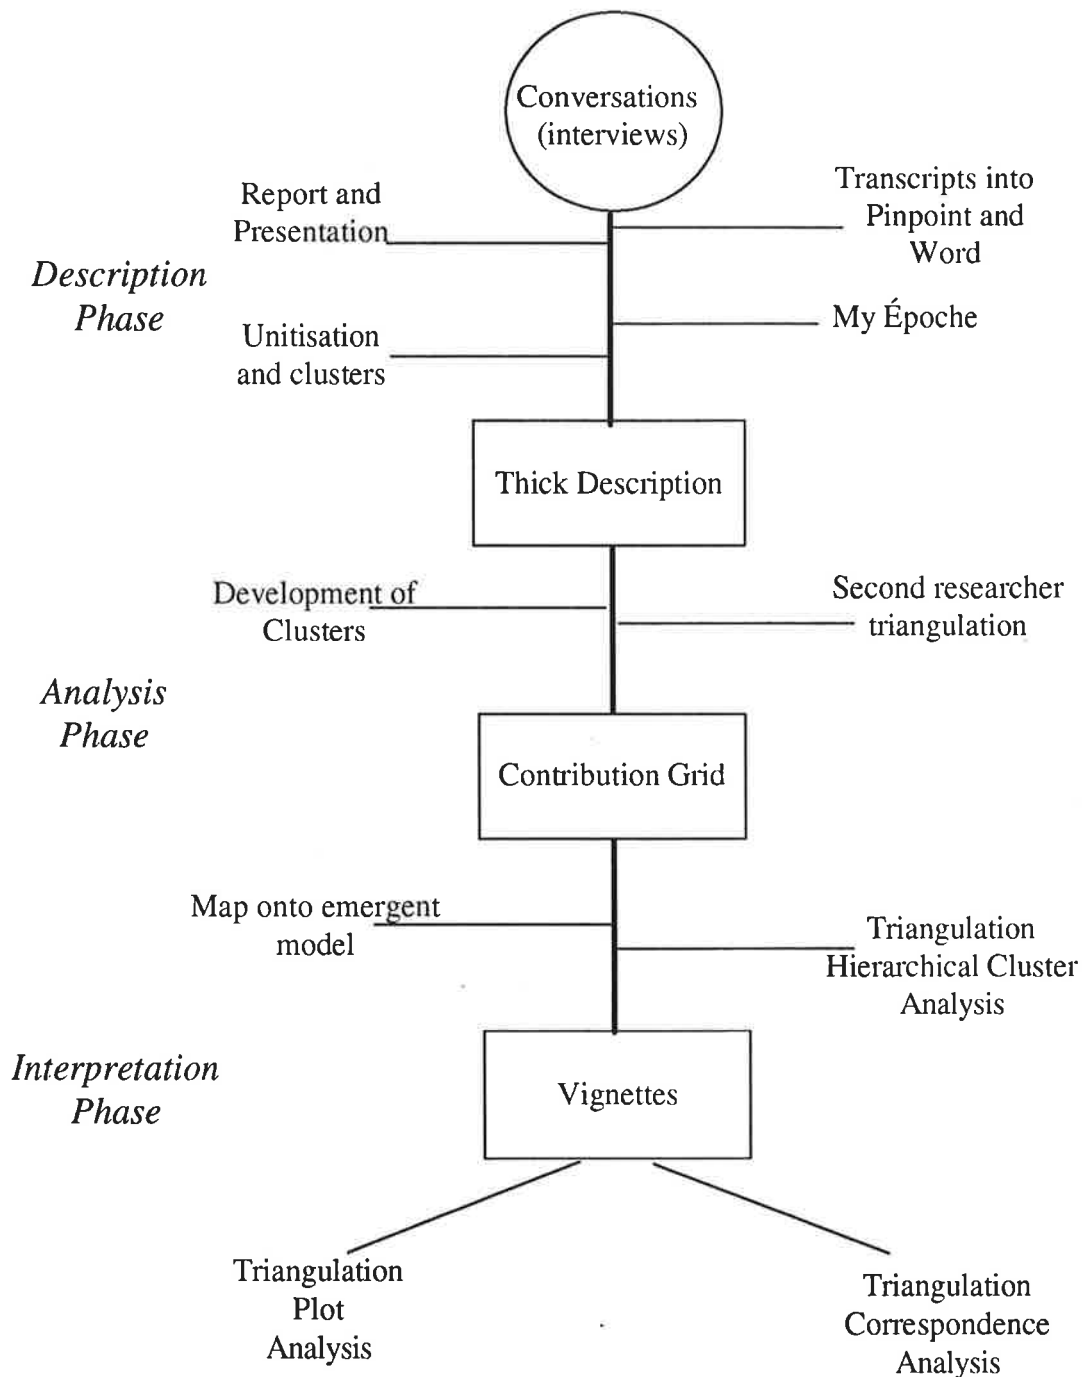 Conversations
(interviews)
Report and
Presentation
Transcripts into
Pinpoint and
Word
Description
Phase
My Époche
Unitisation
and clusters
Thick Description
Development of
Clusters
Second researcher
triangulation
Analysis
Phase
Contribution Grid
Map onto emergent
model
Triangulation
Hierarchical Cluster
Analysis
Interpretation
Phase
Vignettes
Triangulation
Plot
Analysis
Triangulation
Correspondence
Analysis